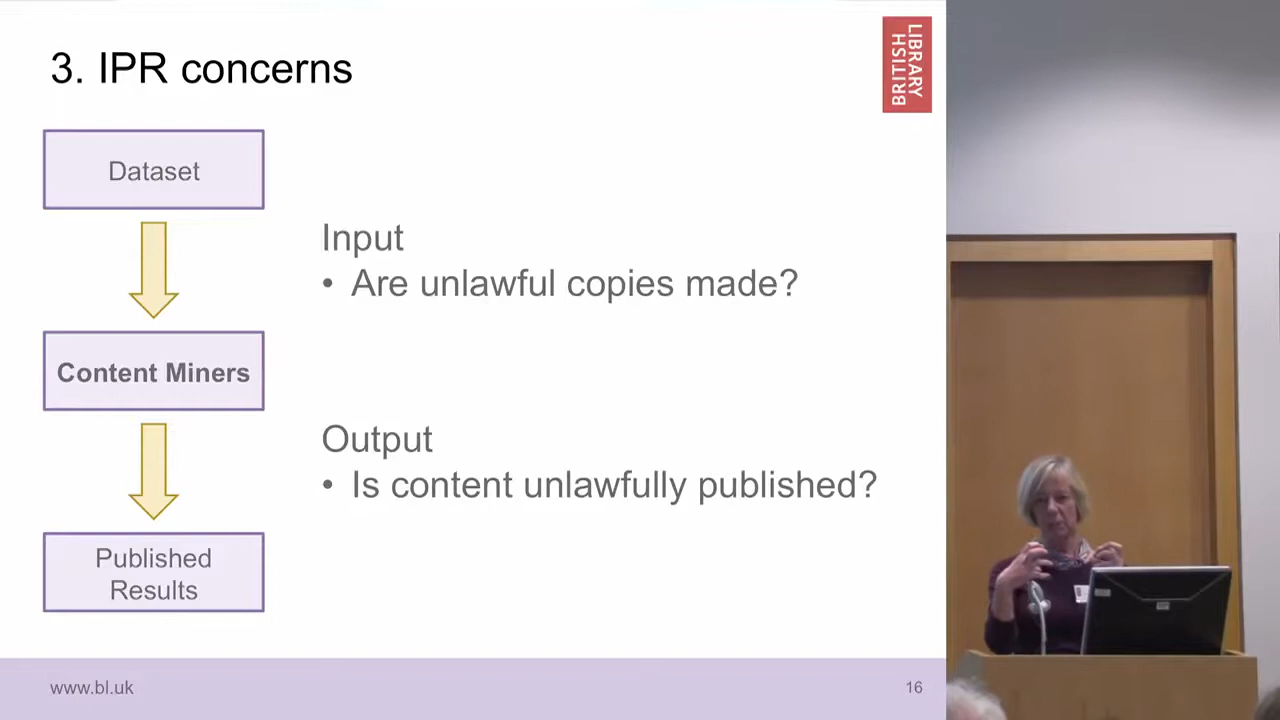 3. IPR concerns
LIBRARY
BRITISH
Dataset
Input
• Are unlawful copies made?
Content Miners
Output
• Is content unlawfully published?
Published
Results
www.bl.uk
16